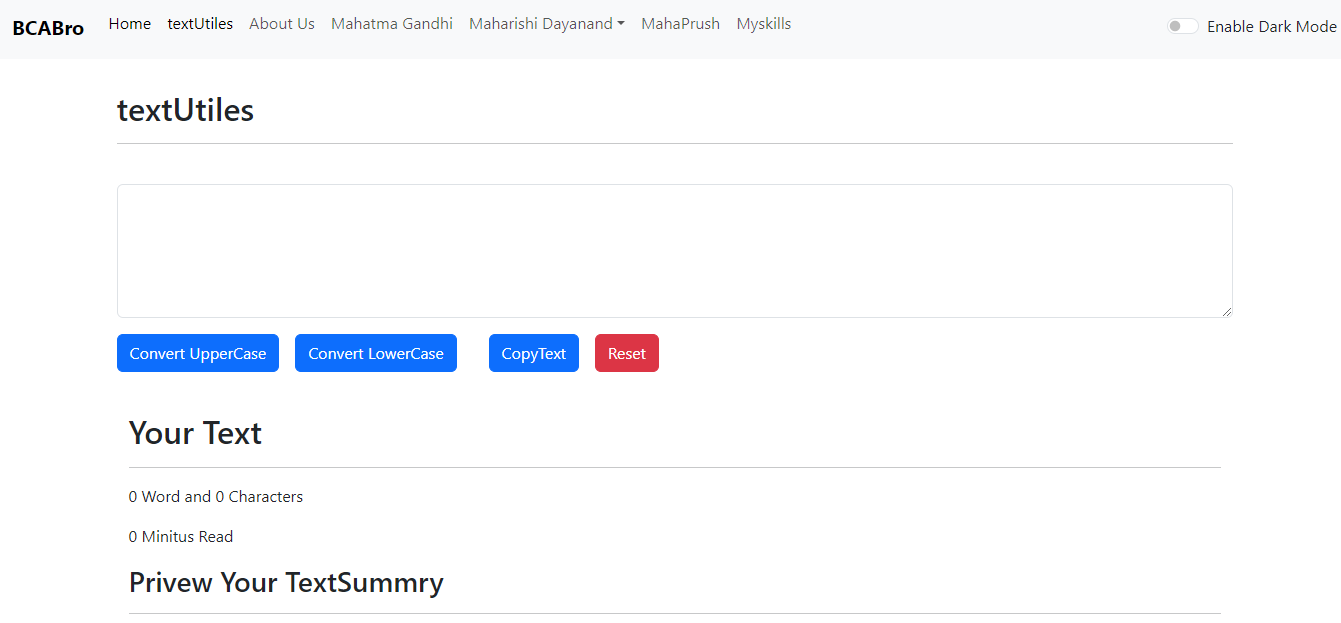 BCABro Home textUtiles About Us Mahatma Gandhi Maharishi Dayanand MahaPrush Myskills Enable Dark Mode
textUtiles
Convert UpperCase Convert LowerCase CopyText Reset
Your Text
0 Word and 0 Characters
0 Minitus Read
Privew Your TextSummry